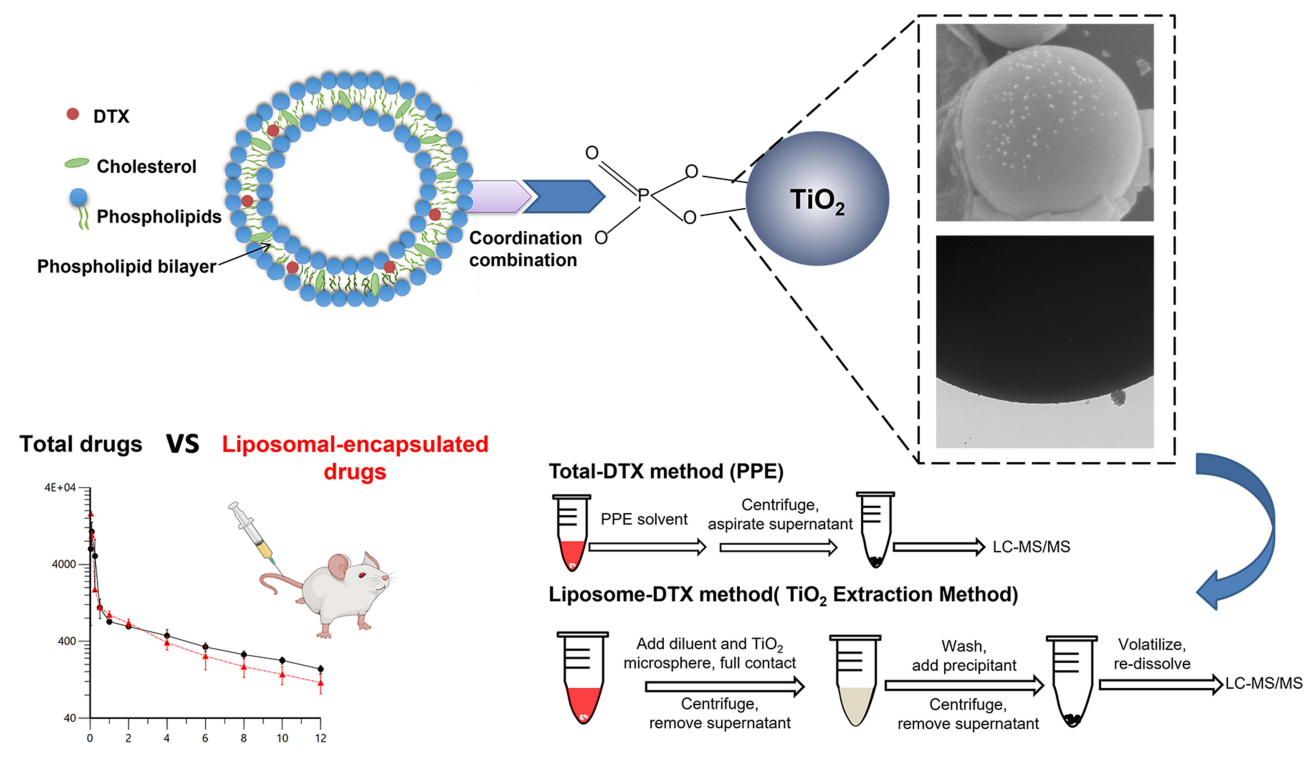 DTX
Cholesterol
Phospholipids
Phospholipid bilayer
Coordination
combination
O
O
P
O
O
TiO2
Total drugs VS Liposomal-encapsulated
drugs
4E+04
4000
400
40
0 2 4 6 8 10 12
Total-DTX method (PPE)
PPE solvent
Centrifuge,
aspirate supernatant
LC-MS/MS
Liposome-DTX method( TiO2 Extraction Method)
Add diluent and TiO2
microsphere, full contact
Centrifuge,
remove supernatant
Wash,
add precipitant
Centrifuge,
remove supernatant
Volatilize,
re-dissolve
LC-MS/MS